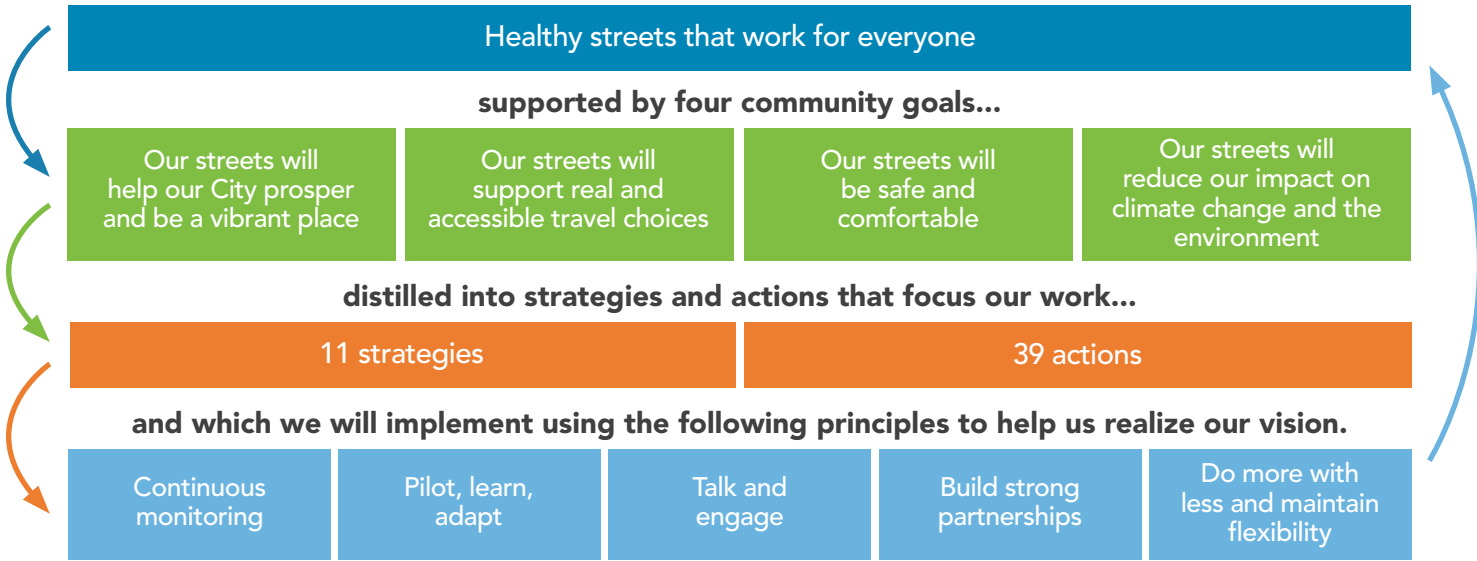 Healthy streets that work for everyone
supported by four community goals...
Our streets will
help our City prosper
and be a vibrant place
Our streets will
support real and
accessible travel choices
Our streets will
be safe and
comfortable
Our streets will
reduce our impact on
climate change and the
environment
distilled into strategies and actions that focus our work...
11 strategies
39 actions
and which we will implement using the following principles to help us realize our vision.
Continuous
monitoring
Pilot, learn,
adapt
Talk and
engage
Build strong
partnerships
Do more with
less and maintain
flexibility